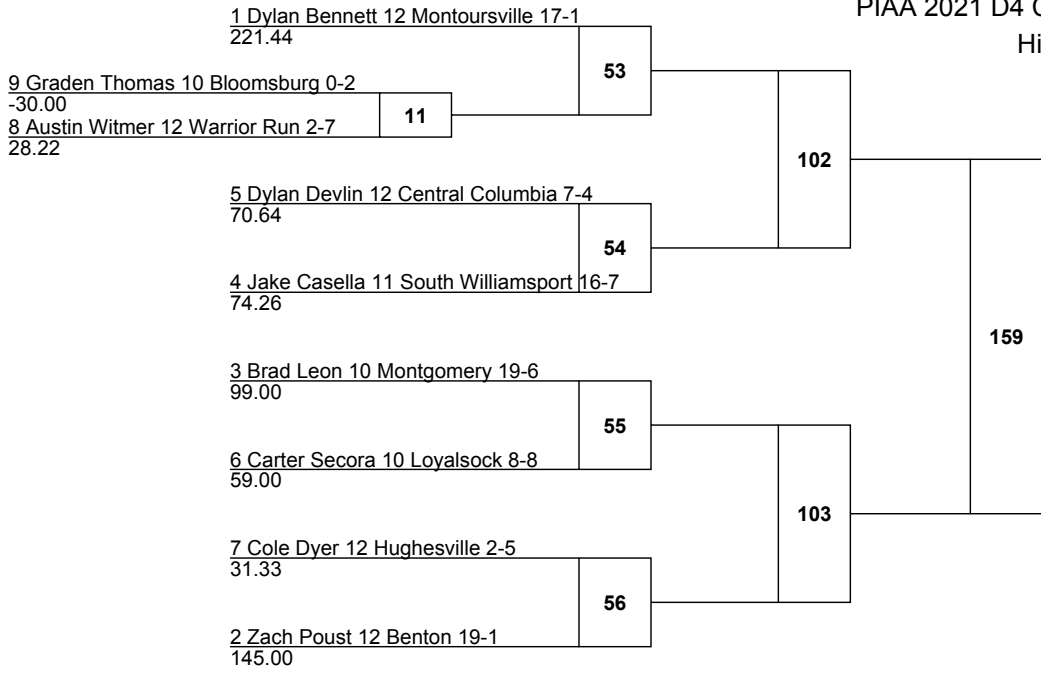 PIAA 2021 D4
1 Dylan Bennett 12 Montoursville 17-1
221.44
53
9 Graden Thomas 10 Bloomsburg 0-2
-30.00
11
8 Austin Witmer 12 Warrior Run 2-7
28.22
102
5 Dylan Devlin 12 Central Columbia 7-4
70.64
54
4 Jake Casella 11 South Williamsport 16-7
74.26
159
3 Brad Leon 10 Montgomery 19-6
99.00
55
6 Carter Secora 10 Loyalsock 8-8
59.00
103
7 Cole Dyer 12 Hughesville 2-5
31.33
56
2 Zach Poust 12 Benton 19-1
145.00